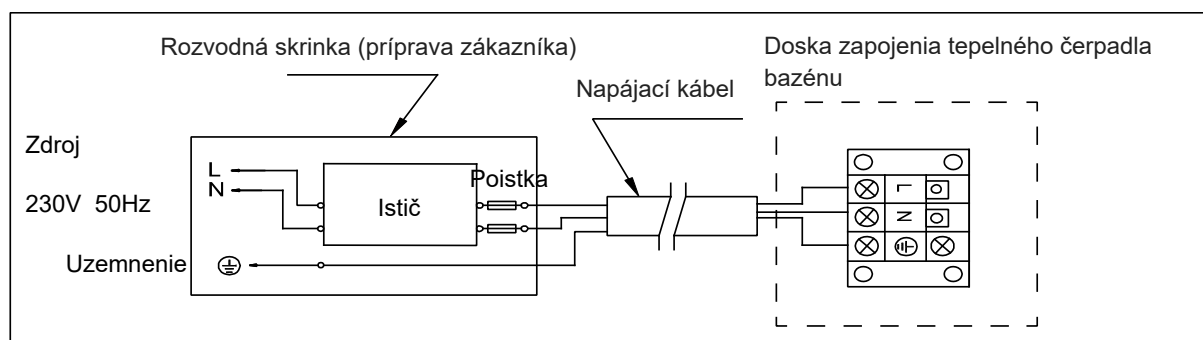 Rozvodná skrinka (príprava zákazníka)
Doska zapojenia tepelného čerpadla
bazénu
Napájací kábel
Zdroj
L
N
Poistka
230V 50Hz
Istič
Uzemnenie
L
N